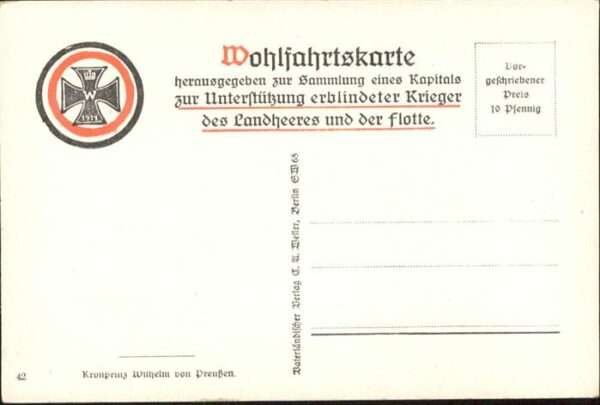 Wohlfahrtskarte
herausgegeben zur Sammlung eines Kapitals
zur Unterstützung erblindeter Krieger
des Landheeres und der Flotte.
Vor-
geschriebener
Preis
10 Pfennig
W
1914
Vaterländischer Verlag C. A. Weller, Berlin SW 68
42
Kronprinz Wilhelm von Preußen.